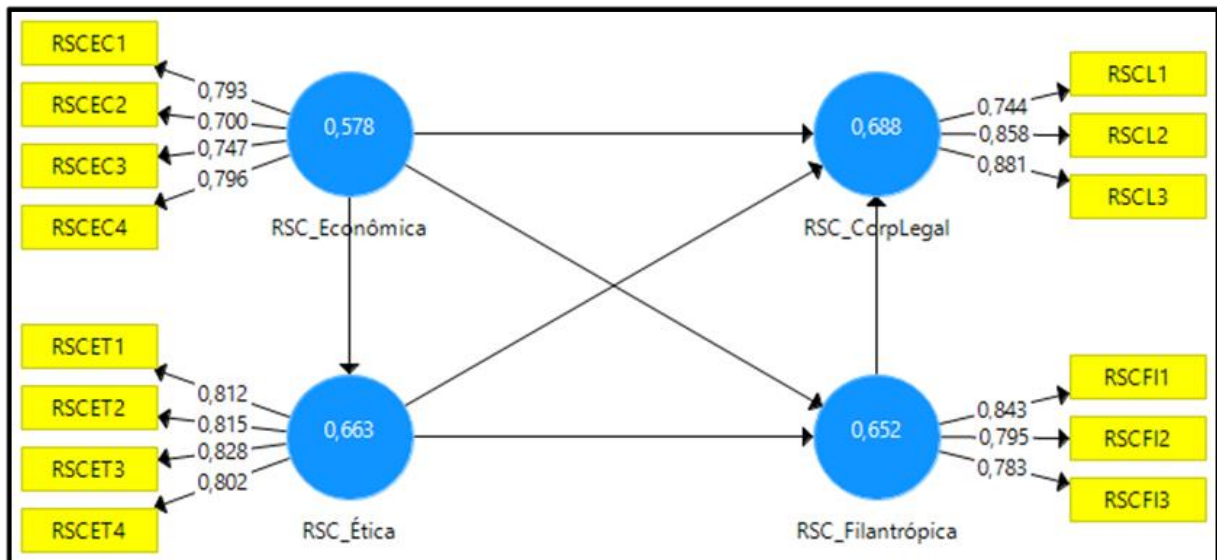 RSCEC1
RSCEC2
RSCEC3
RSCEC4
0,793
0,700
0,747
0,796
0,578
RSC_Econômica
0,688
RSC_CorpLegal
0,744
0,858
0,881
RSCL1
RSCL2
RSCL3
RSCET1
RSCET2
RSCET3
RSCET4
0,812
0,815
0,828
0,802
0,663
RSC_Ética
0,652
RSC_Filantrópica
0,843
0,795
0,783
RSCFI1
RSCFI2
RSCFI3